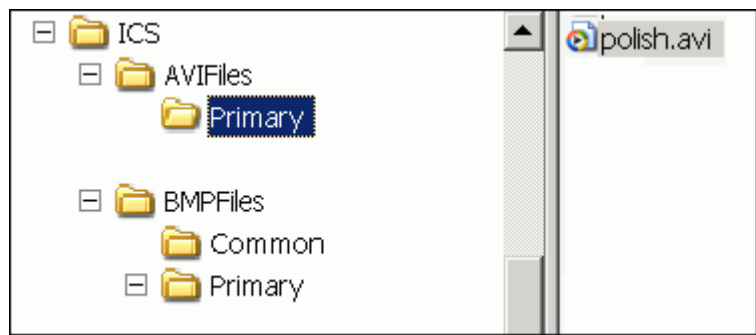 ICS
AVIFiles
Primary
BMPFiles
Common
Primary
polish.avi